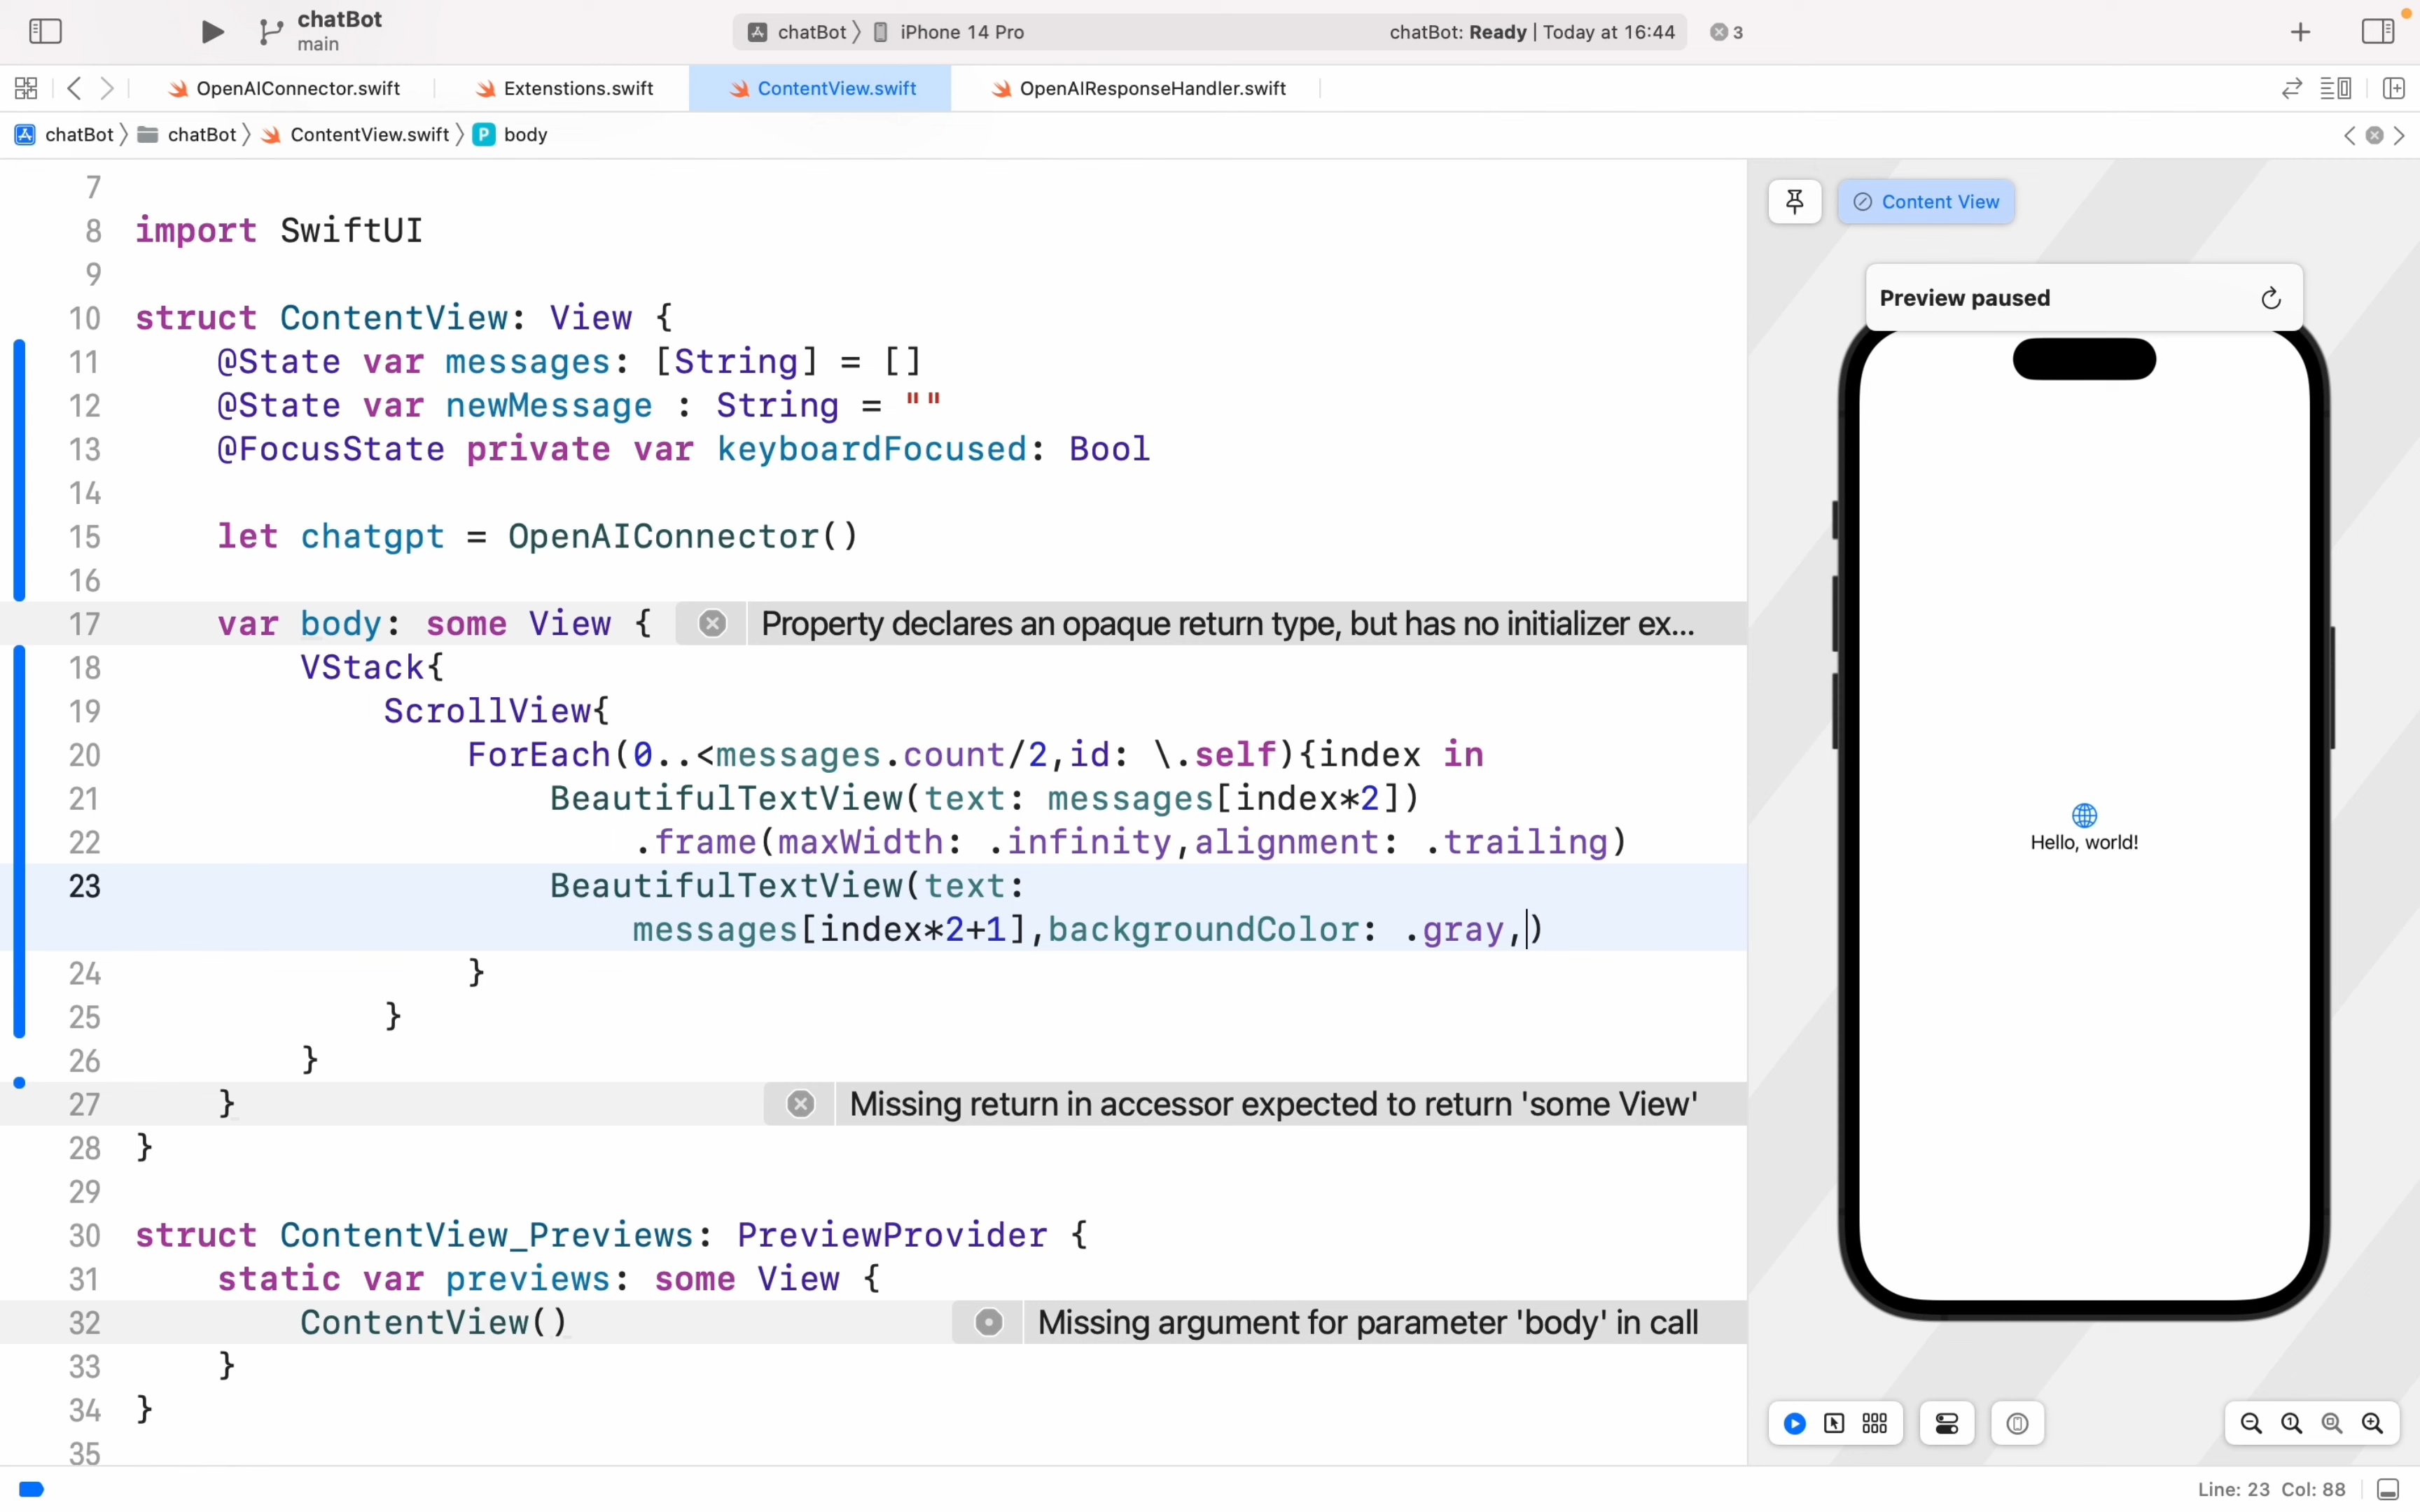 chatBot
main
chatBot 〉 iPhone 14 Pro
chatBot: Ready | Today at 16:44
3
OpenAIConnector.swift
Extenstions.swift
ContentView.swift
OpenAIResponseHandler.swift
chatBot 〉 chatBot 〉 ContentView.swift 〉 P body
7
8 import SwiftUI
9
10 struct ContentView: View {
11 @State var messages: [String] = []
12 @State var newMessage : String = ""
13 @FocusState private var keyboardFocused: Bool
14
15 let chatgpt = OpenAIConnector()
16
17 var body: some View { Property declares an opaque return type, but has no initializer ex...
18 VStack{
19 ScrollView{
20 ForEach(0..<messages.count/2,id: \.self){index in
21 BeautifulTextView(text: messages[index*2])
22 .frame(maxWidth: .infinity,alignment: .trailing)
23 BeautifulTextView(text:
messages[index*2+1],backgroundColor: .gray,)
24 }
25 }
26 }
27 } Missing return in accessor expected to return 'some View'
28 }
29
30 struct ContentView_Previews: PreviewProvider {
31 static var previews: some View {
32 ContentView() Missing argument for parameter 'body' in call
33 }
34 }
35
Content View
Preview paused
Hello, world!
Line: 23 Col: 88